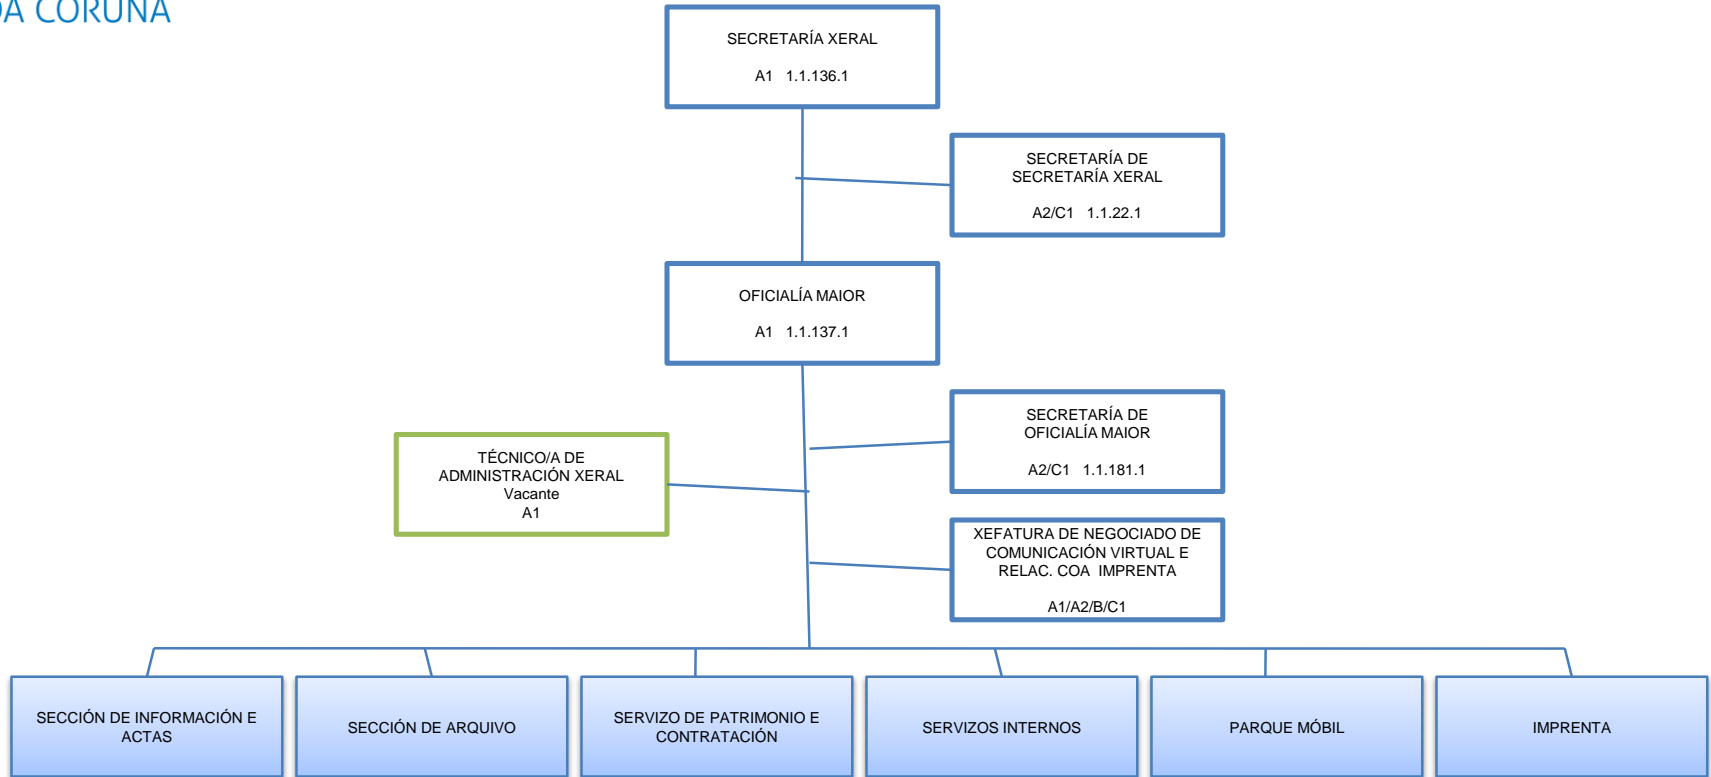 DA CORUÑA
SECRETARÍA XERAL
A1 1.1.136.1
SECRETARÍA DE
SECRETARÍA XERAL
A2/C1 1.1.22.1
OFICIALÍA MAIOR
A1 1.1.137.1
SECRETARÍA DE
OFICIALÍA MAIOR
A2/C1 1.1.181.1
TÉCNICO/A DE
ADMINISTRACIÓN XERAL
Vacante
A1
XEFATURA DE NEGOCIADO DE
COMUNICACIÓN VIRTUAL E
RELAC. COA IMPRENTA
A1/A2/B/C1
SECCIÓN DE INFORMACIÓN E
ACTAS
SECCIÓN DE ARQUIVO
SERVIZO DE PATRIMONIO E
CONTRATACIÓN
SERVIZOS INTERNOS
PARQUE MÓBIL
IMPRENTA